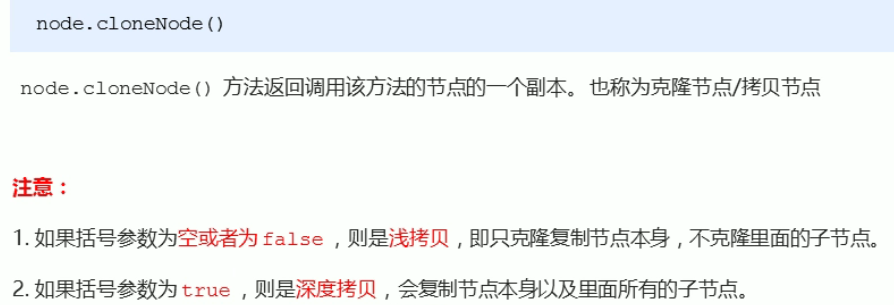 node.cloneNode()
node.cloneNode() 方法返回调用该方法的节点的一个副本。 也称为克隆节点/拷贝节点
注意：
1. 如果括号参数为空或者为 false ，则是浅拷贝，即只克隆复制节点本身，不克隆里面的子节点。
2. 如果括号参数为 true ，则是深度拷贝，会复制节点本身以及里面所有的子节点。